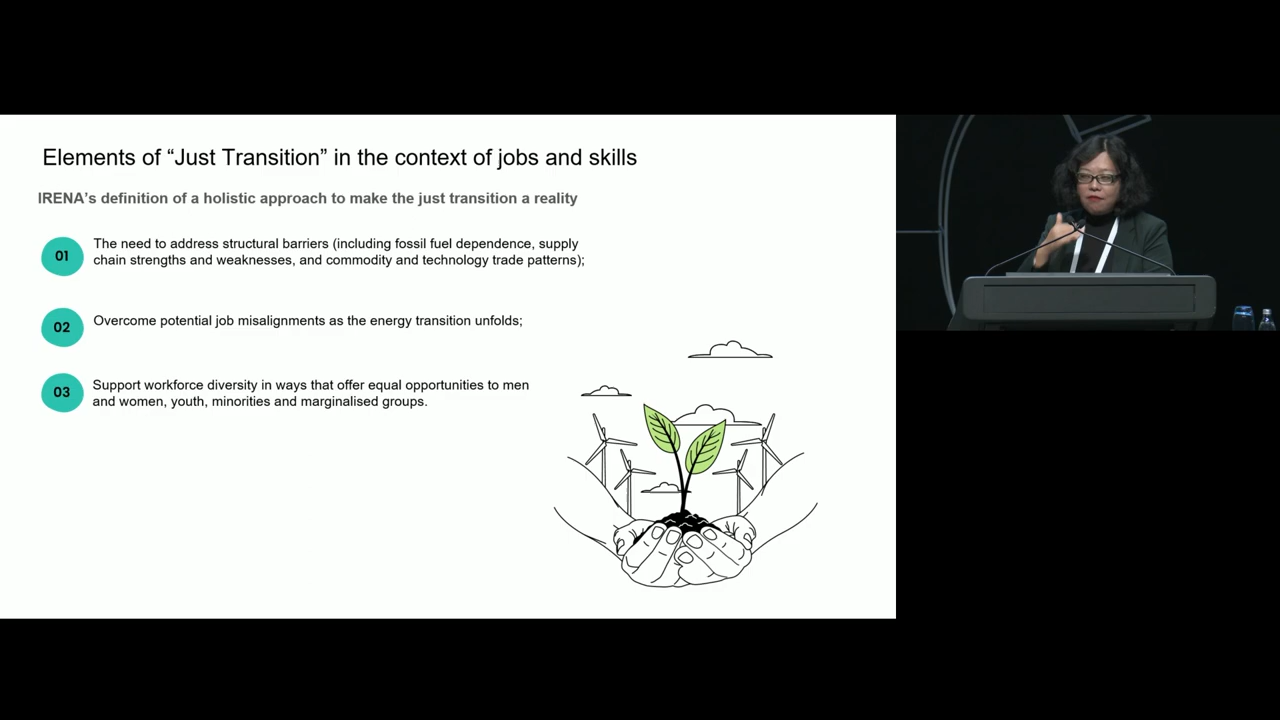 Elements of “Just Transition” in the context of jobs and skills
IRENA’s definition of a holistic approach to make the just transition a reality
01
The need to address structural barriers (including fossil fuel dependence, supply
chain strengths and weaknesses, and commodity and technology trade patterns);
02
Overcome potential job misalignments as the energy transition unfolds;
03
Support workforce diversity in ways that offer equal opportunities to men
and women, youth, minorities and marginalised groups.